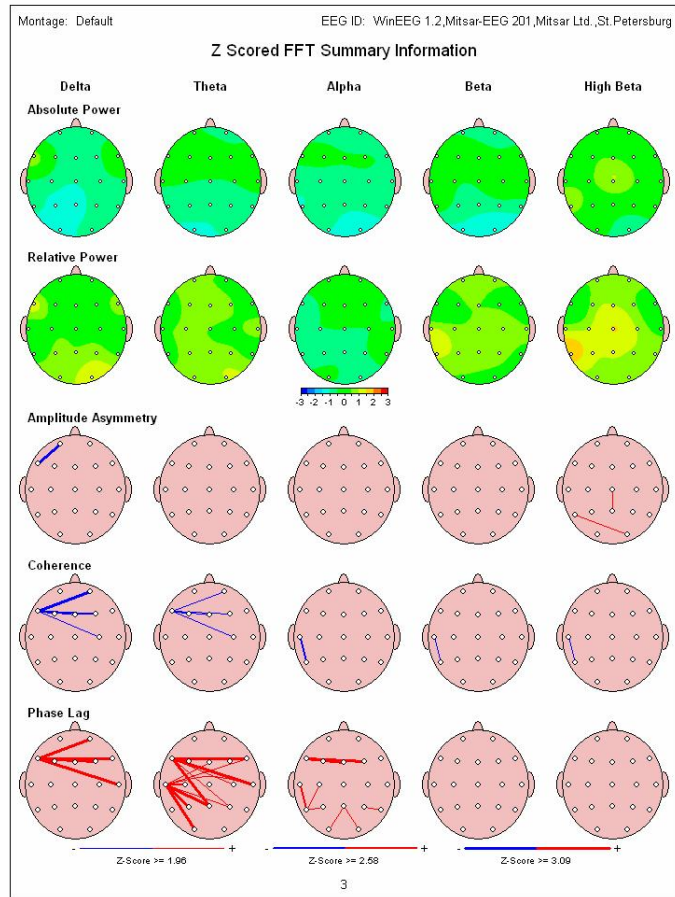 Montage: Default EEG ID: WinEEG 1.2,Mitsar-EEG 201,Mitsar Ltd.,St.Petersburg
Z Scored FFT Summary Information
Delta Theta Alpha Beta High Beta
Absolute Power
Relative Power
-3 -2 -1 0 1 2 3
Amplitude Asymmetry
Coherence
Phase Lag
- + - + - +
Z-Score >= 1.96 Z-Score >= 2.58 Z-Score >= 3.09
3